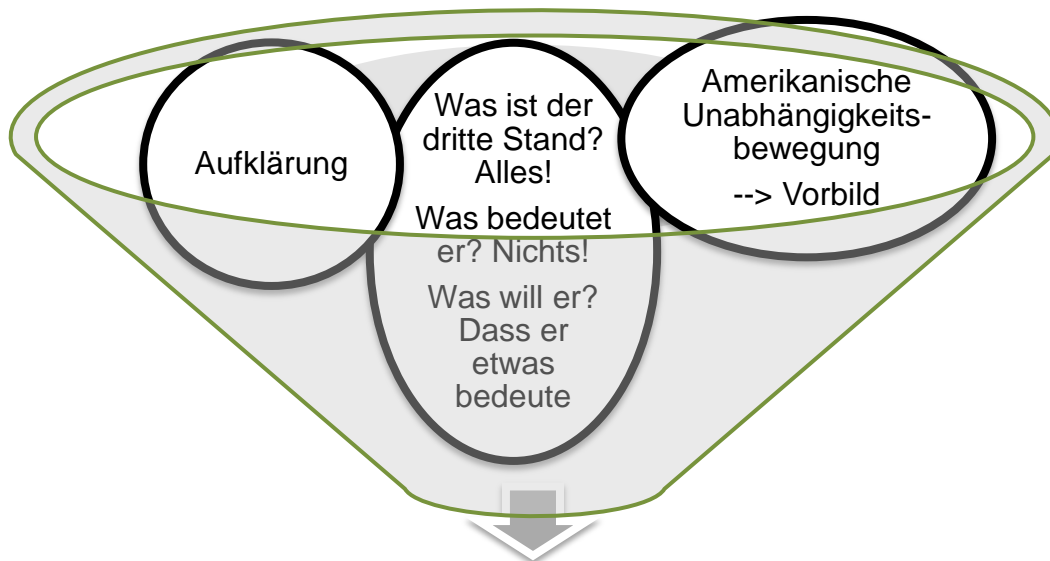 Aufklärung
Was ist der
dritte Stand?
Alles!
Was bedeutet
er? Nichts!
Was will er?
Dass er
etwas
bedeute
Amerikanische
Unabhängigkeits-
bewegung
--> Vorbild